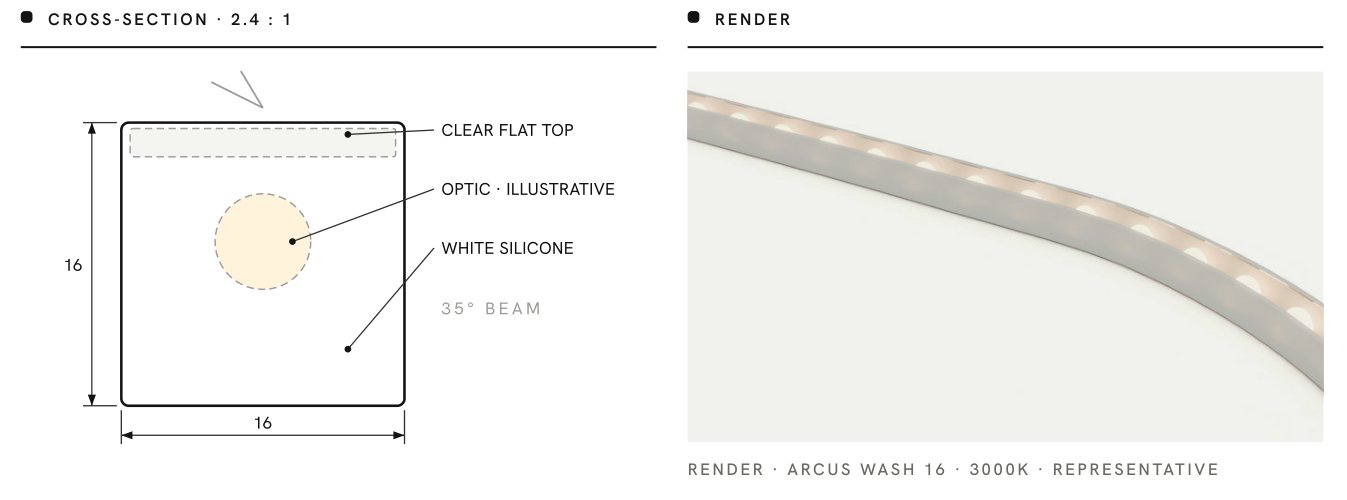 CROSS-SECTION · 2.4 : 1
RENDER
CLEAR FLAT TOP
OPTIC · ILLUSTRATIVE
WHITE SILICONE
16
35° BEAM
16
RENDER · ARCUS WASH 16 · 3000K · REPRESENTATIVE